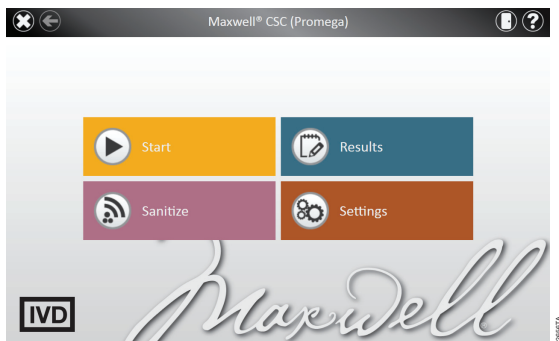 Maxwell® CSC (Promega)
?
Start
Results
Sanitize
Settings
IVD
Maxwell